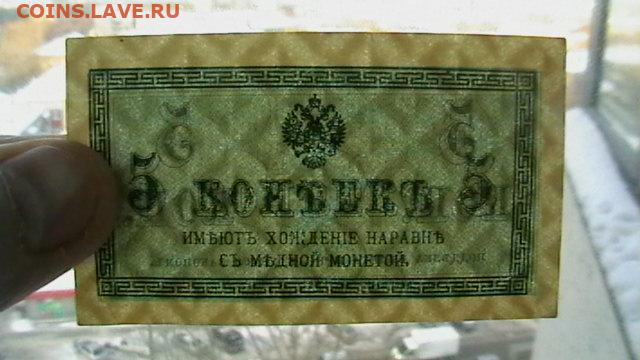 COINS.LAVE.RU
5 КОПѢЕКЪ 5
ИМѢЮТЪ ХОЖДЕНІЕ НАРАВНѢ
СЪ МѢДНОЙ МОНЕТОЙ.